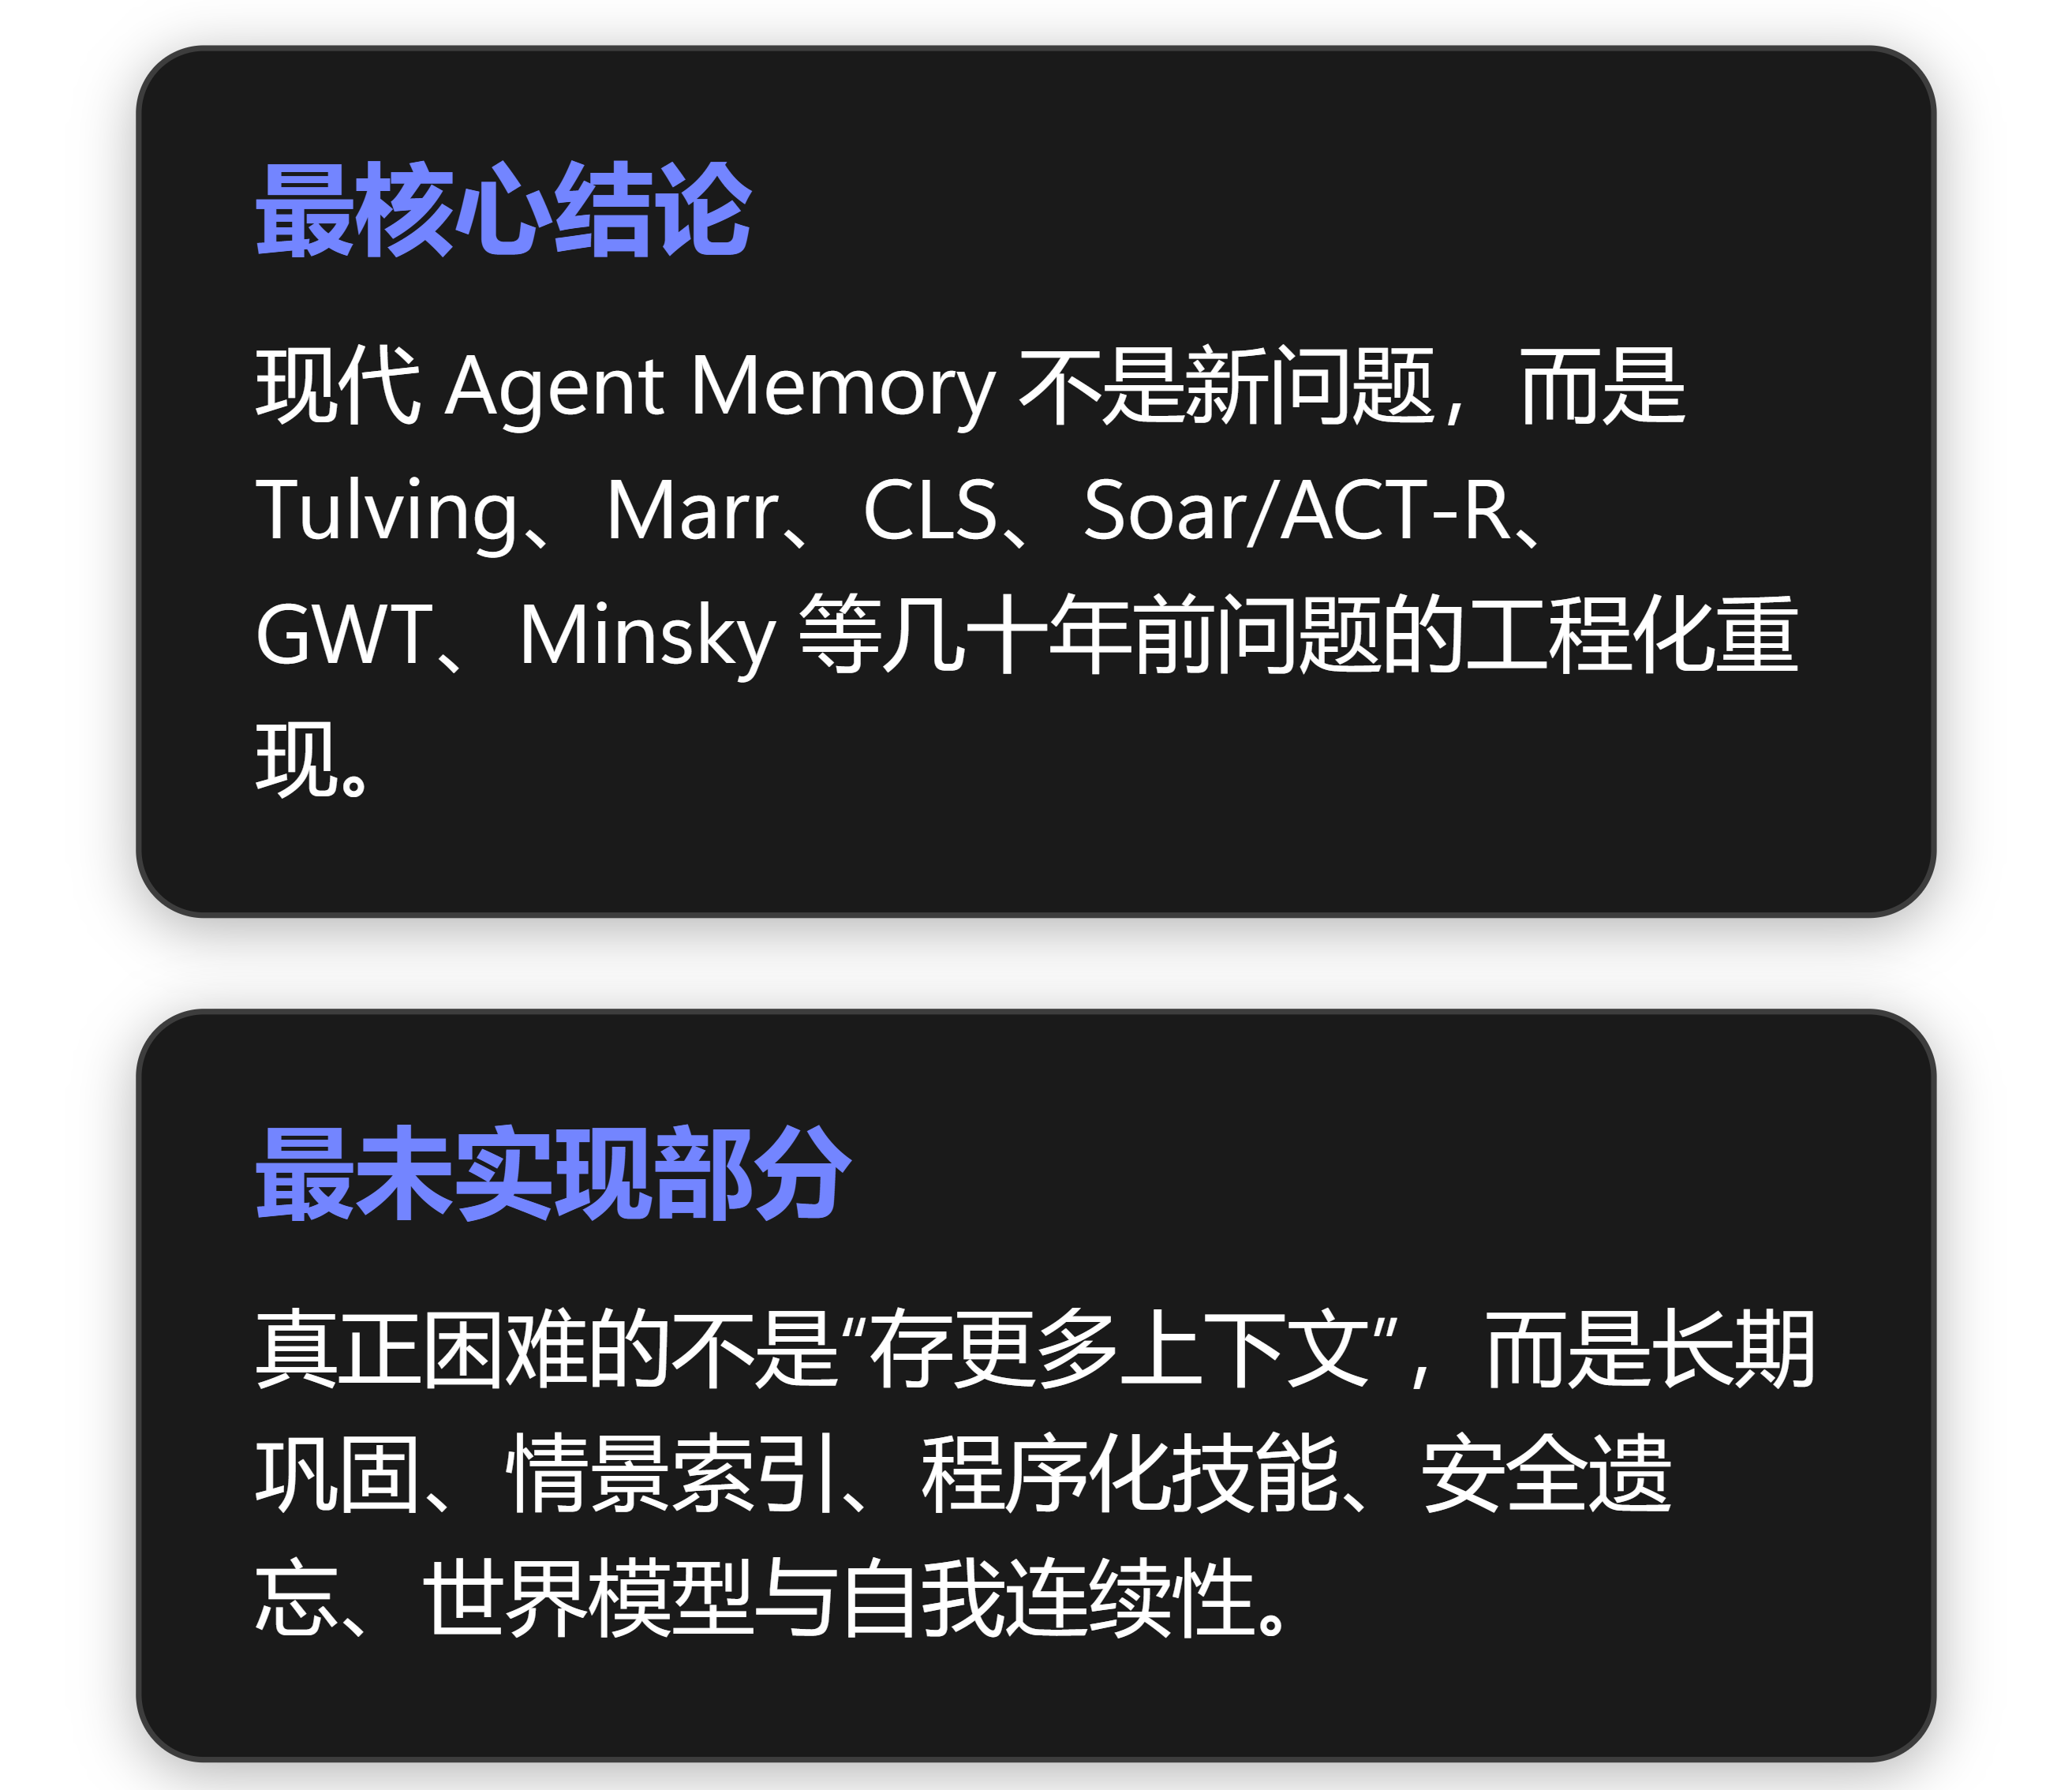 最核心结论
现代 Agent Memory 不是新问题，而是
Tulving、Marr、CLS、Soar/ACT-R、
GWT、Minsky 等几十年前问题的工程化重
现。
最未实现部分
真正困难的不是“存更多上下文”，而是长期
巩固、情景索引、程序化技能、安全遗
忘、世界模型与自我连续性。